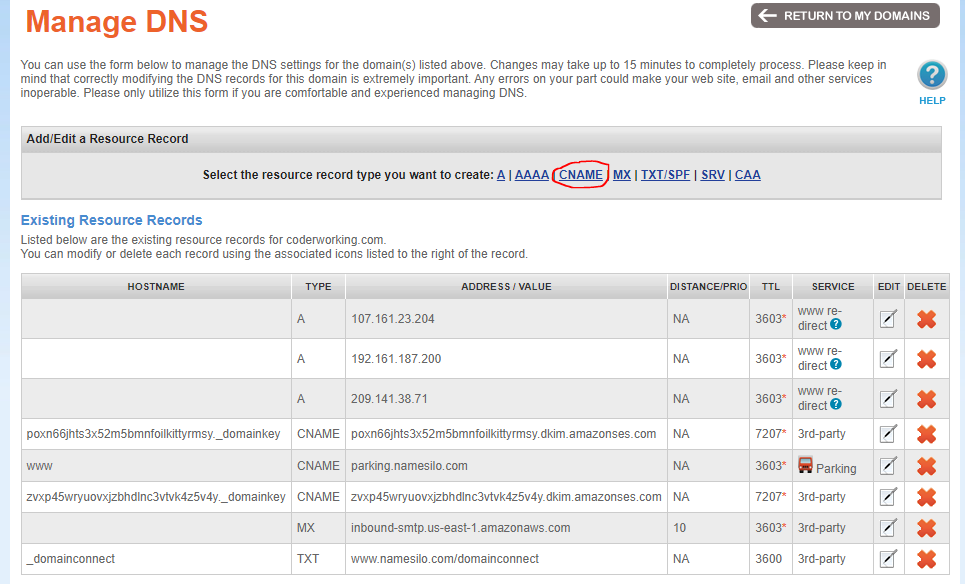 Manage DNS
RETURN TO MY DOMAINS
You can use the form below to manage the DNS settings for the domain(s) listed above. Changes may take up to 15 minutes to completely process. Please keep in
mind that correctly modifying the DNS records for this domain is extremely important. Any errors on your part could make your web site, email and other services
inoperable. Please only utilize this form if you are comfortable and experienced managing DNS.
?
HELP
Add/Edit a Resource Record
Select the resource record type you want to create: A | AAAA | CNAME | MX | TXT/SPF | SRV | CAA
Existing Resource Records
Listed below are the existing resource records for coderworking.com.
You can modify or delete each record using the associated icons listed to the right of the record.
HOSTNAME TYPE ADDRESS / VALUE DISTANCE/PRIO TTL SERVICE EDIT DELETE
A 107.161.23.204 NA 3603* www re-
direct ?
A 192.161.187.200 NA 3603* www re-
direct ?
A 209.141.38.71 NA 3603* www re-
direct ?
poxn66jhts3x52m5bmnfoilkittyrmsy._domainkey CNAME poxn66jhts3x52m5bmnfoilkittyrmsy.dkim.amazonses.com NA 7207* 3rd-party
www CNAME parking.namesilo.com NA 3603* Parking
zvxp45wryuovxjzbhdlnc3vtvk4z5v4y._domainkey CNAME zvxp45wryuovxjzbhdlnc3vtvk4z5v4y.dkim.amazonses.com NA 7207* 3rd-party
MX inbound-smtp.us-east-1.amazonaws.com 10 3603* 3rd-party
_domainconnect TXT www.namesilo.com/domainconnect NA 3600 3rd-party